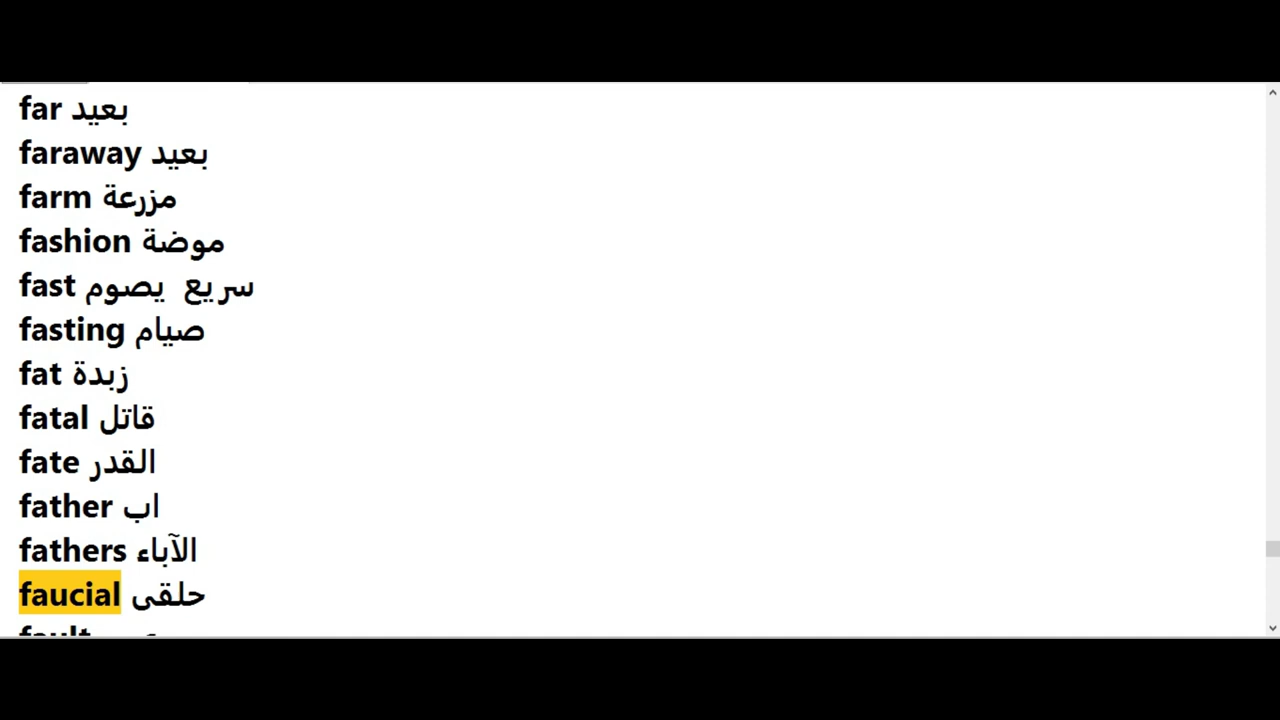 far بعيد
faraway بعيد
farm مزرعة
fashion موضة
fast سريع يصوم
fasting صيام
fat زبدة
fatal قاتل
fate القدر
father اب
fathers الآباء
faucial حلقى
fault